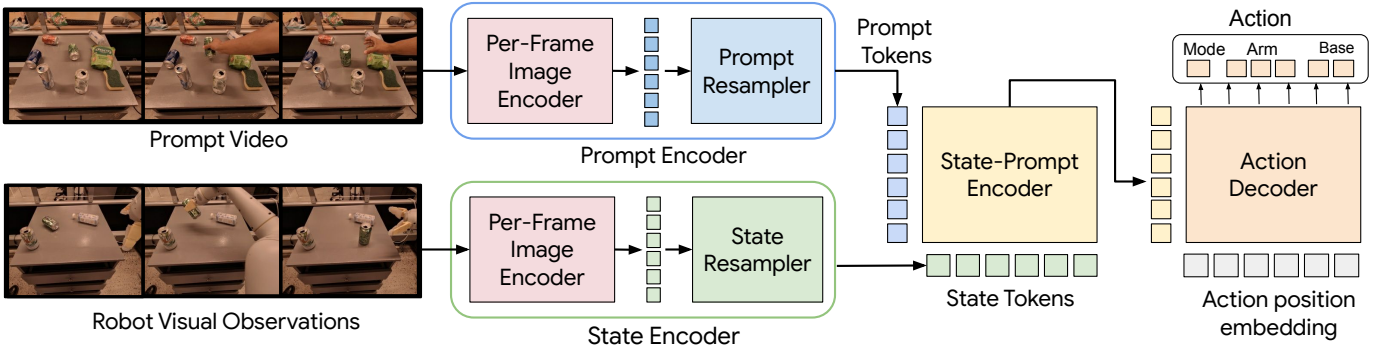 Prompt Video
Per-Frame
Image
Encoder
Prompt
Resampler
Prompt Encoder
Prompt
Tokens
Robot Visual Observations
Per-Frame
Image
Encoder
State
Resampler
State Encoder
State-Prompt
Encoder
State Tokens
Action
Mode Arm Base
Action
Decoder
Action position
embedding